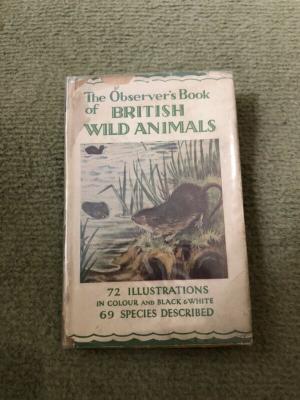 The Observer's Book
of BRITISH
WILD ANIMALS
72 ILLUSTRATIONS
IN COLOUR AND BLACK & WHITE
69 SPECIES DESCRIBED